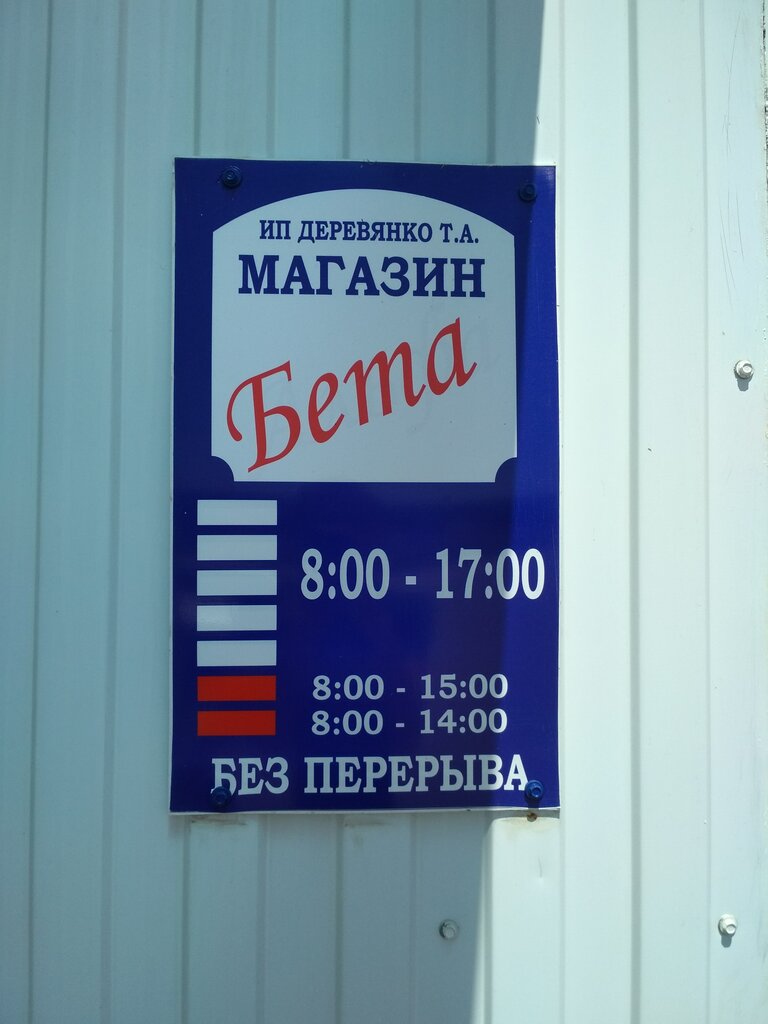 ИП ДЕРЕВЯНКО Т.А.
МАГАЗИН
Бета
8:00 - 17:00
8:00 - 15:00
8:00 - 14:00
БЕЗ ПЕРЕРЫВА